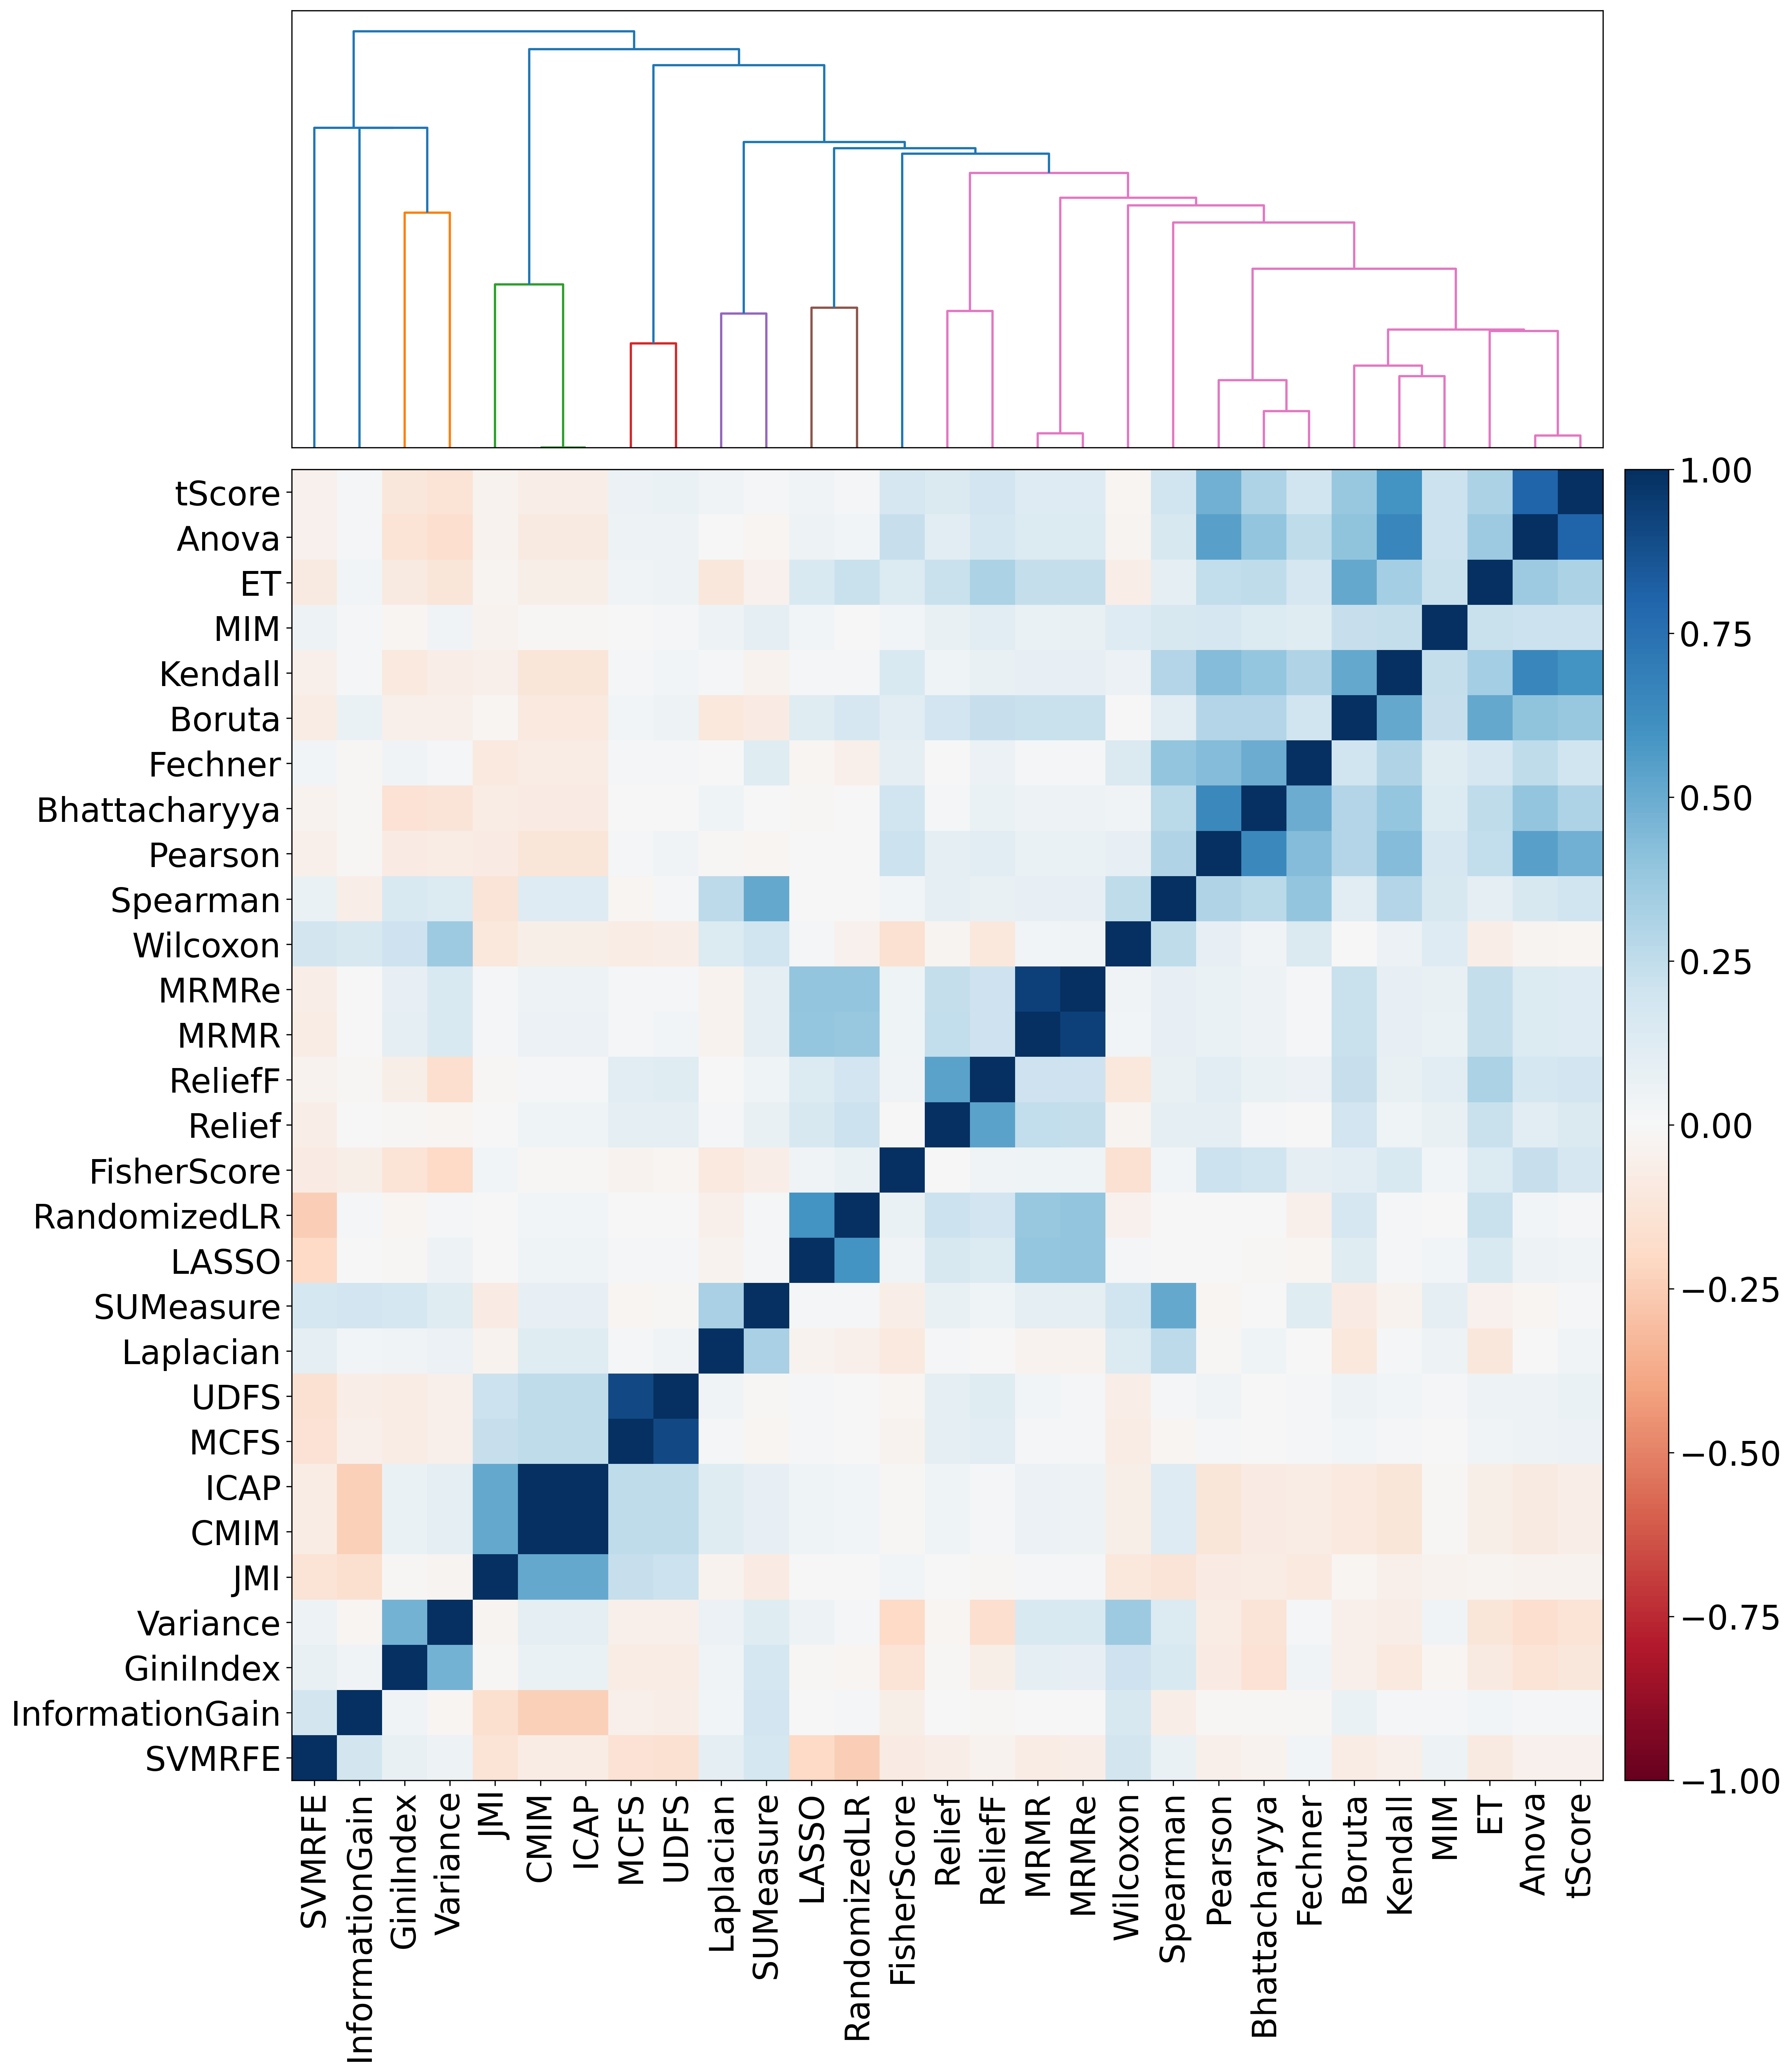 tScore
Anova
ET
MIM
Kendall
Boruta
Fechner
Bhattacharyya
Pearson
Spearman
Wilcoxon
MRMRe
MRMR
ReliefF
Relief
FisherScore
RandomizedLR
LASSO
SUMeasure
Laplacian
UDFS
MCFS
ICAP
CMIM
JMI
Variance
GiniIndex
InformationGain
SVMRFE
1.00
0.75
0.50
0.25
0.00
−0.25
−0.50
−0.75
−1.00
SVMRFE
InformationGain
GiniIndex
Variance
JMI
CMIM
ICAP
MCFS
UDFS
Laplacian
SUMeasure
LASSO
RandomizedLR
FisherScore
Relief
ReliefF
MRMR
MRMRe
Wilcoxon
Spearman
Pearson
Bhattacharyya
Fechner
Boruta
Kendall
MIM
ET
Anova
tScore